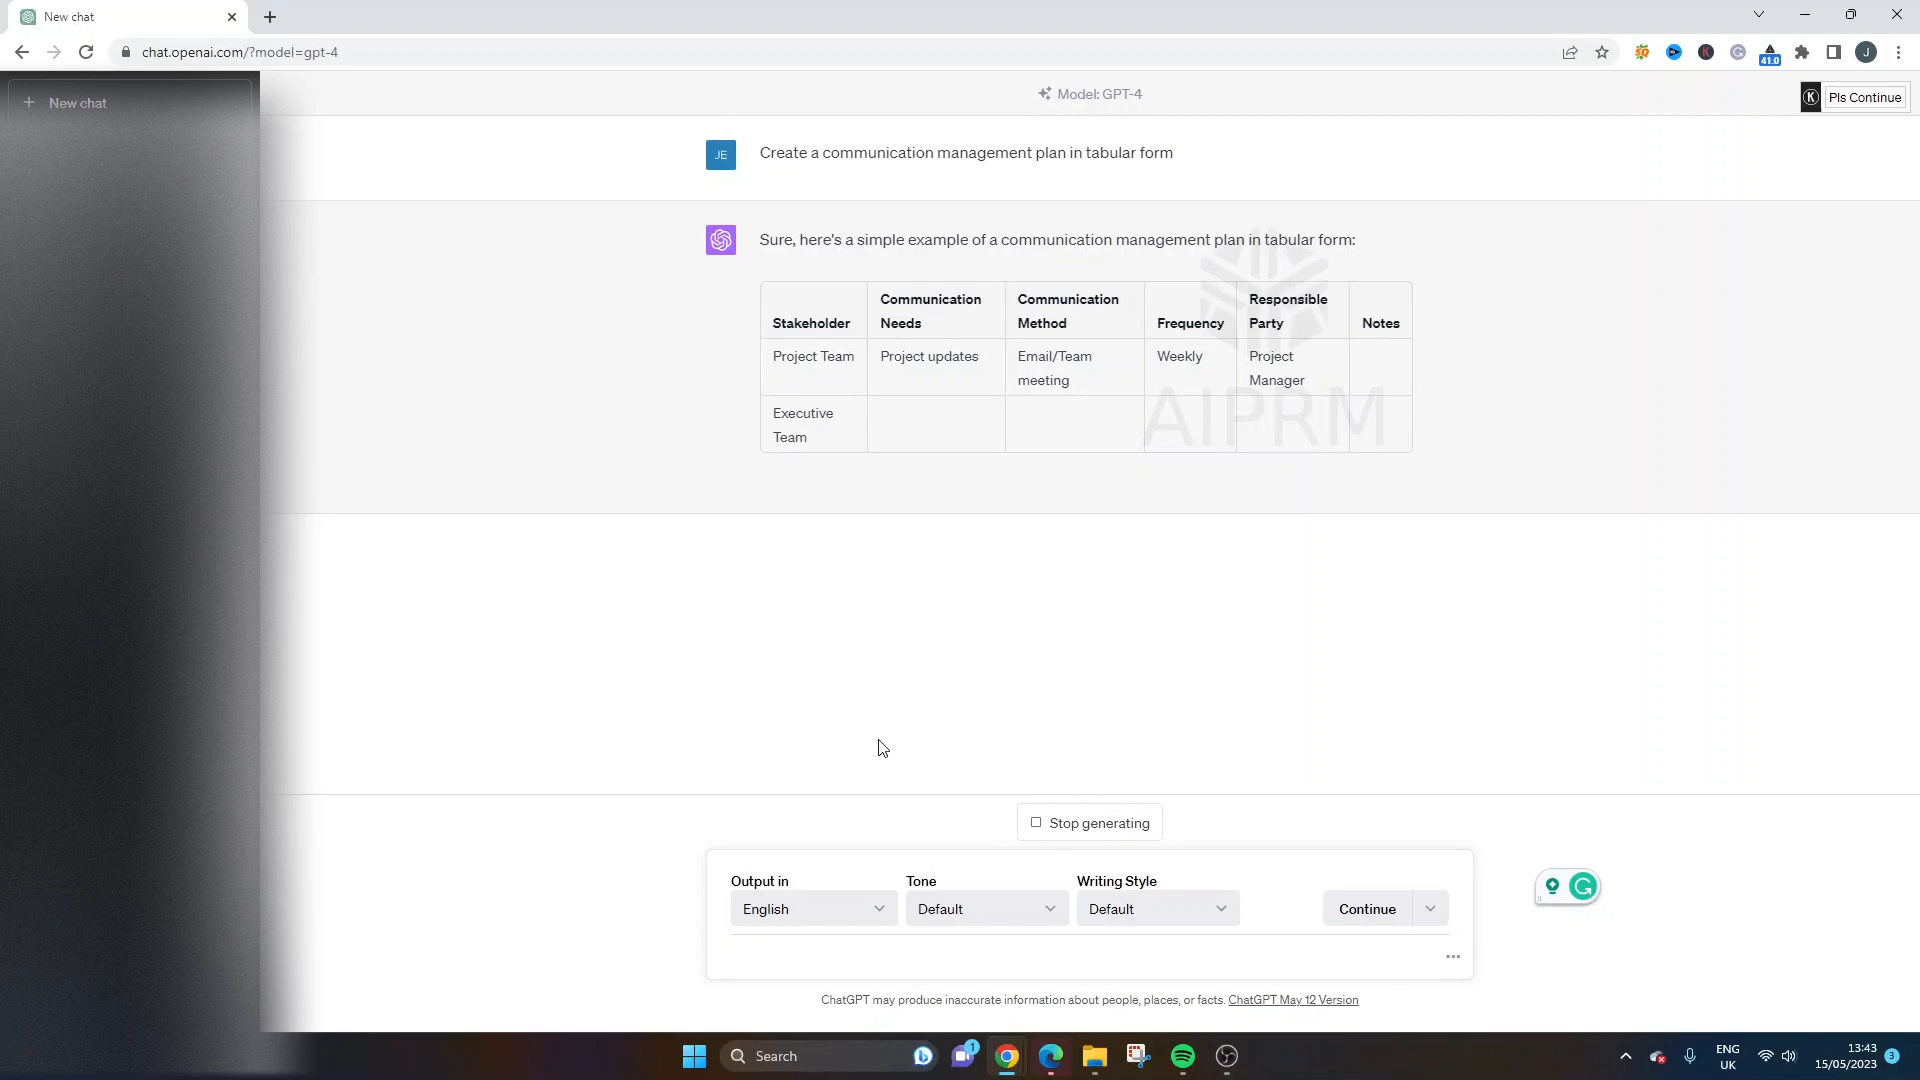 New chat
chat.openai.com/?model=gpt-4
41.0
J
New chat
Model: GPT-4
K Pls Continue
JE
Create a communication management plan in tabular form
Sure, here's a simple example of a communication management plan in tabular form:
Stakeholder
Communication
Needs
Communication
Method
Frequency
Responsible
Party
Notes
Project Team
Project updates
Email/Team
meeting
Weekly
Project
Manager
Executive
Team
AIPRM
Stop generating
Output in
Tone
Writing Style
English
Default
Default
Continue
ChatGPT may produce inaccurate information about people, places, or facts. ChatGPT May 12 Version
Search
1
ENG
UK
13:43
15/05/2023
3